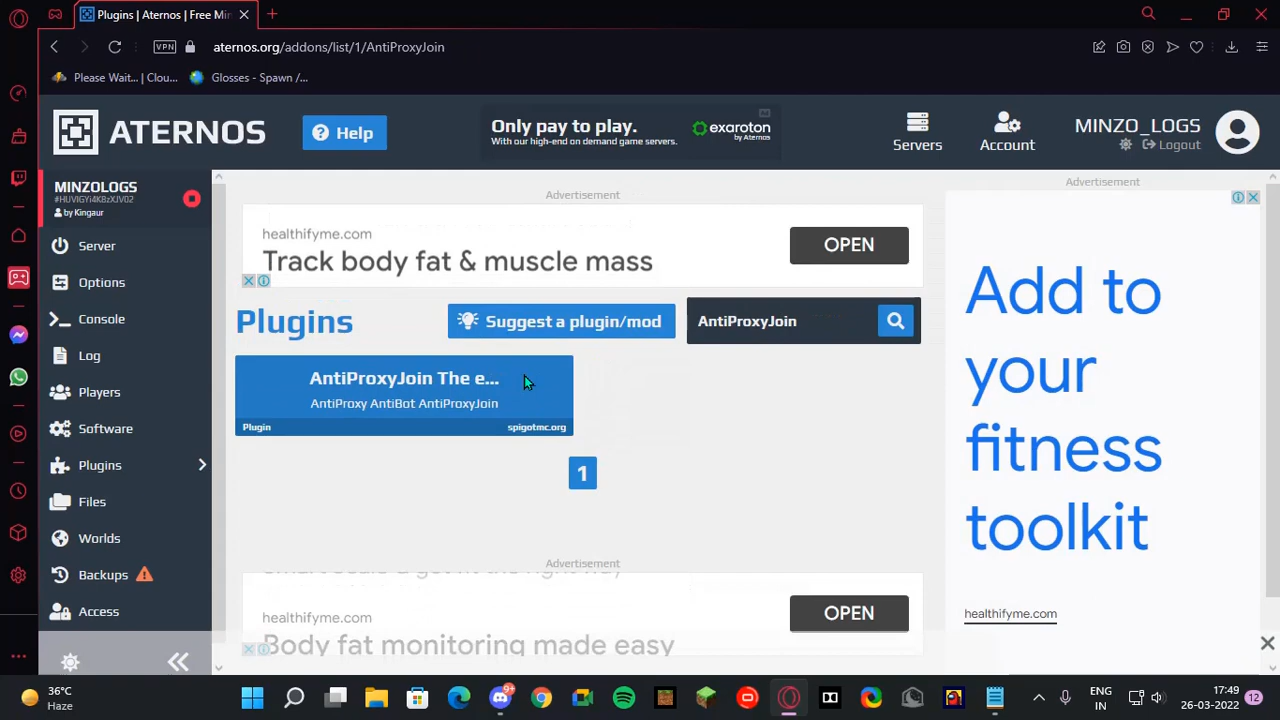 Plugins | Aternos | Free Min
VPN
aternos.org/addons/list/1/AntiProxyJoin
Please Wait... | Clou...
Glosses - Spawn /...
ATERNOS
Help
Only pay to play.
With our high-end on demand game servers.
Ad
exaroton
by Aternos
Servers
Account
MINZO_LOGS
Logout
MINZOLOGS
by Kingaur
Server
Options
Console
Log
Players
Software
Plugins
Files
Worlds
Backups
Access
Advertisement
healthifyme.com
Track body fat & muscle mass
OPEN
Plugins
Suggest a plugin/mod
AntiProxyJoin
AntiProxyJoin The e...
AntiProxy AntiBot AntiProxyJoin
Plugin
spigotmc.org
1
Advertisement
healthifyme.com
Body fat monitoring made easy
OPEN
Advertisement
Add to
your
fitness
toolkit
healthifyme.com
36°C
Haze
9+
ENG
IN
17:49
26-03-2022
12